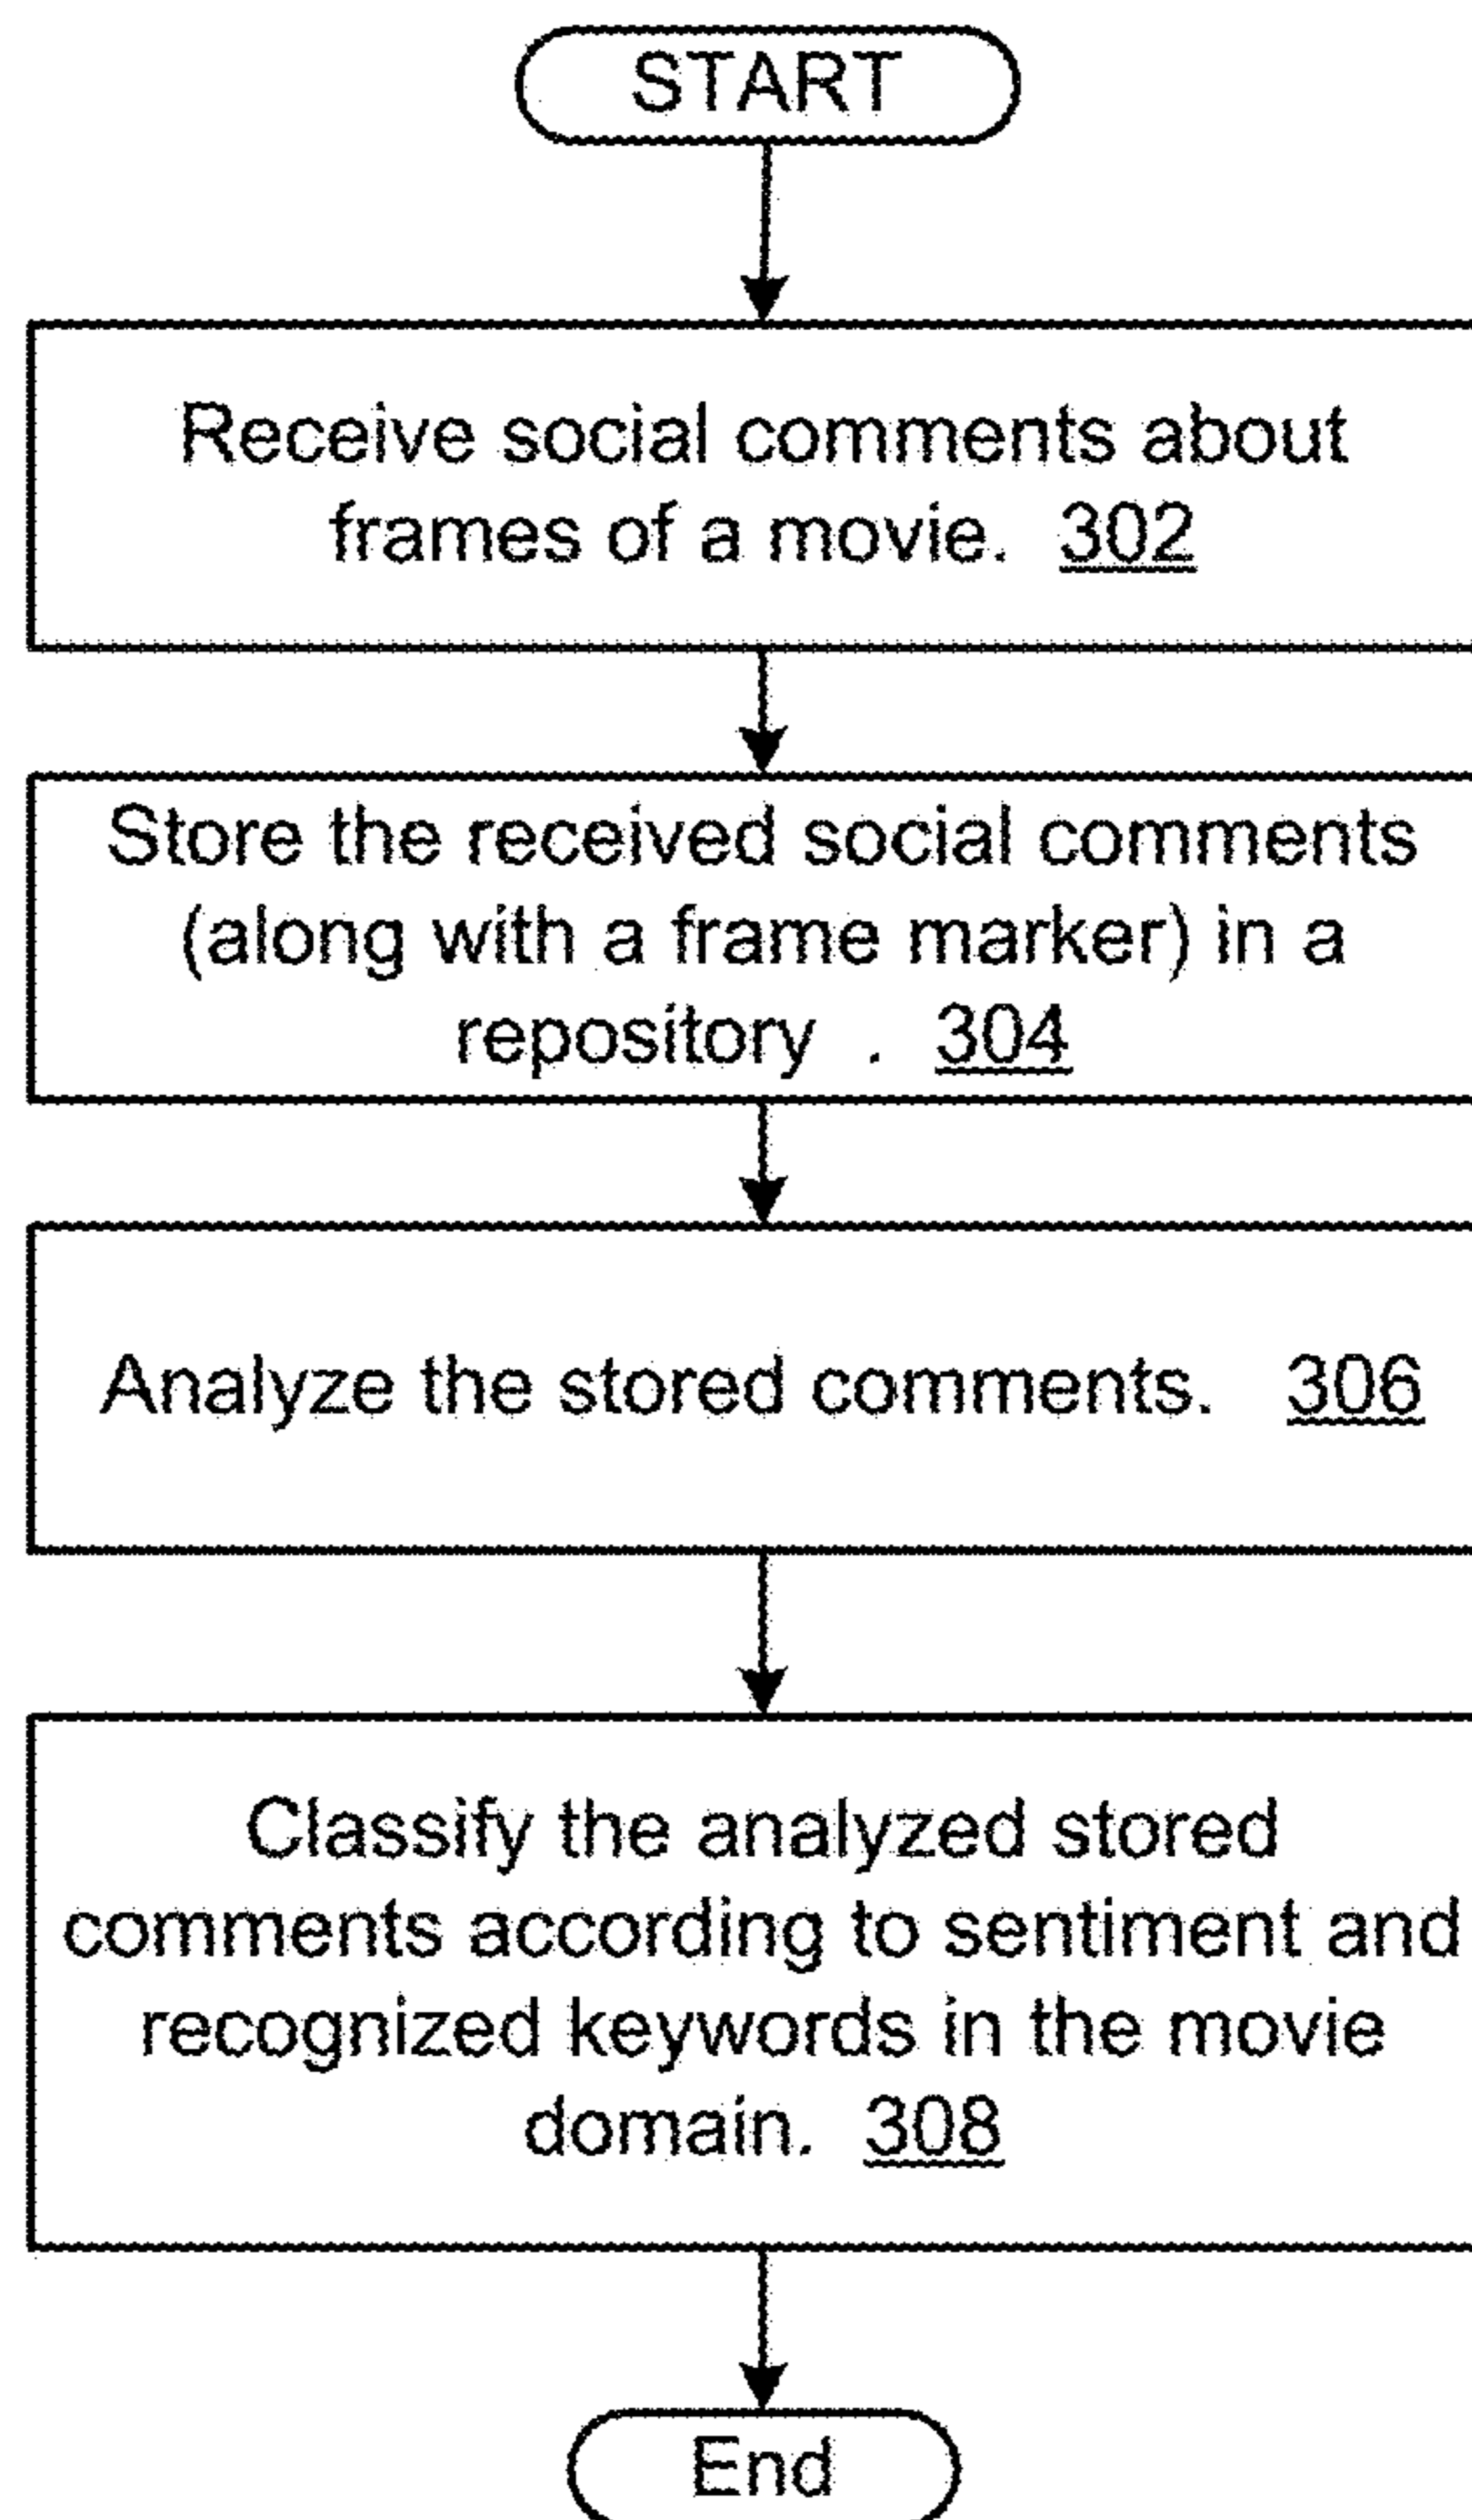 START
Receive social comments about
frames of a movie. 302
Store the received social comments
(along with a frame marker) in a
repository . 304
Analyze the stored comments. 306
Classify the analyzed stored
comments according to sentiment and
recognized keywords in the movie
domain. 308
End